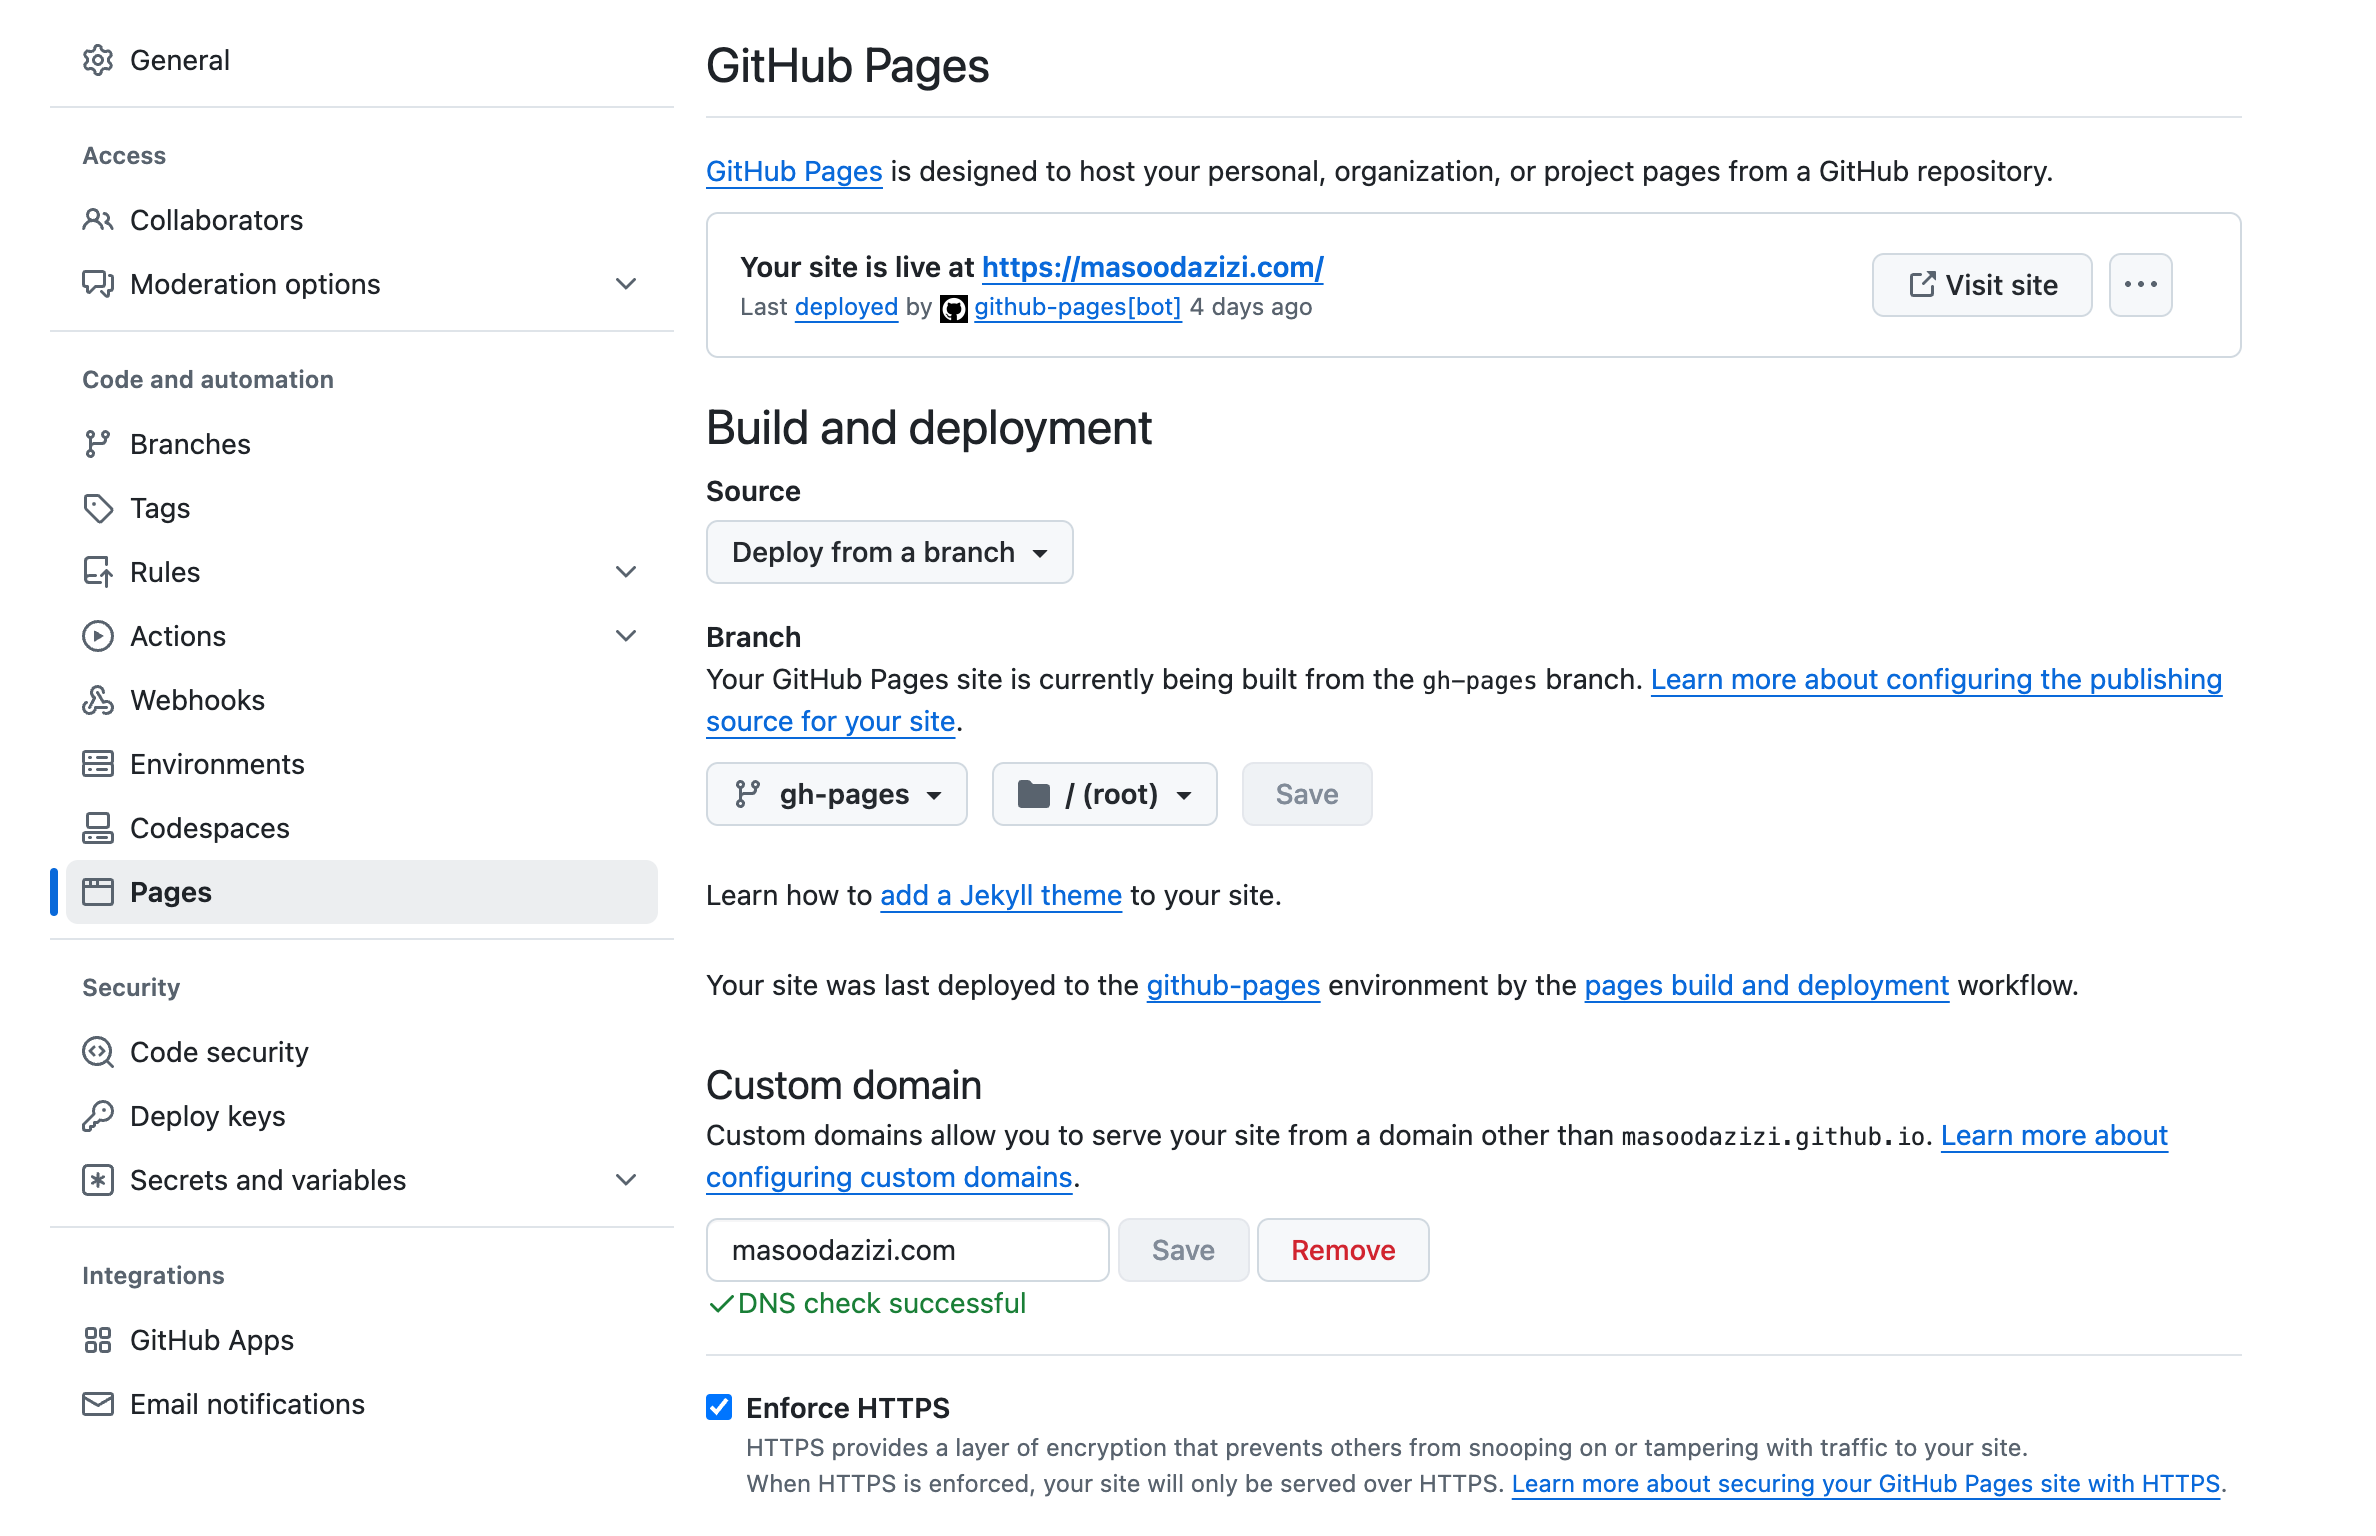 General
Access
Collaborators
Moderation options
Code and automation
Branches
Tags
Rules
Actions
Webhooks
Environments
Codespaces
Pages
Security
Code security
Deploy keys
Secrets and variables
Integrations
GitHub Apps
Email notifications
GitHub Pages
GitHub Pages is designed to host your personal, organization, or project pages from a GitHub repository.
Your site is live at https://masoodazizi.com/
Last deployed by github-pages[bot] 4 days ago
Visit site
Build and deployment
Source
Deploy from a branch
Branch
Your GitHub Pages site is currently being built from the gh-pages branch. Learn more about configuring the publishing
source for your site.
gh-pages / (root) Save
Learn how to add a Jekyll theme to your site.
Your site was last deployed to the github-pages environment by the pages build and deployment workflow.
Custom domain
Custom domains allow you to serve your site from a domain other than masoodazizi.github.io. Learn more about
configuring custom domains.
masoodazizi.com Save Remove
DNS check successful
Enforce HTTPS
HTTPS provides a layer of encryption that prevents others from snooping on or tampering with traffic to your site.
When HTTPS is enforced, your site will only be served over HTTPS. Learn more about securing your GitHub Pages site with HTTPS.